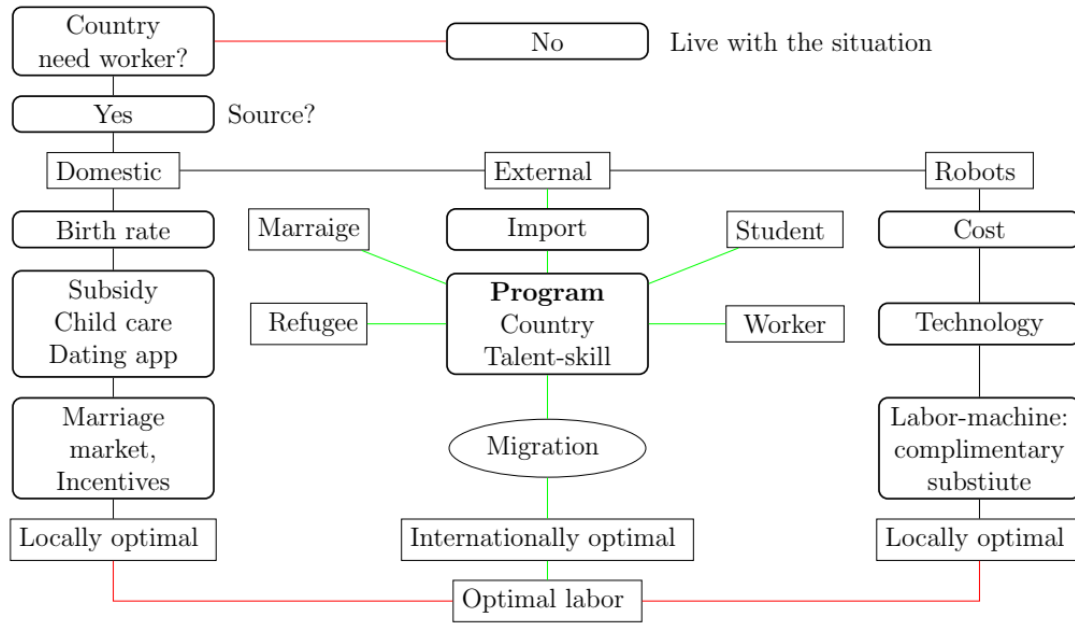 Country
need worker?
No
Live with the situation
Yes
Source?
Domestic
External
Robots
Birth rate
Marraige
Import
Student
Cost
Subsidy
Child care
Dating app
Refugee
Program
Country
Talent-skill
Worker
Technology
Marriage
market,
Incentives
Migration
Labor-machine:
complimentary
substiute
Locally optimal
Internationally optimal
Locally optimal
Optimal labor